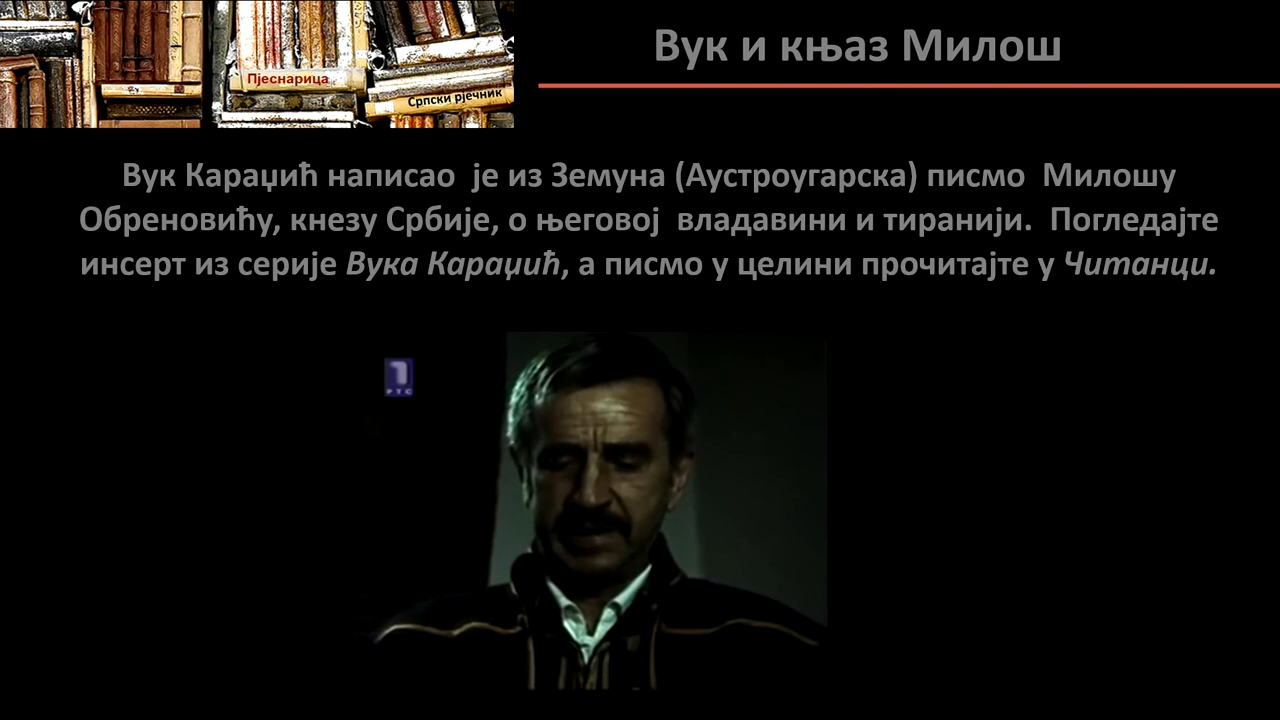 Пјеснарица
Српски рјечник
Вук и књаз Милош
Вук Караџић написао је из Земуна (Аустроугарска) писмо Милошу
Обреновићу, кнезу Србије, о његовој владавини и тиранији. Погледајте
инсерт из серије Вука Караџић, а писмо у целини прочитајте у Читанци.
1
РТС